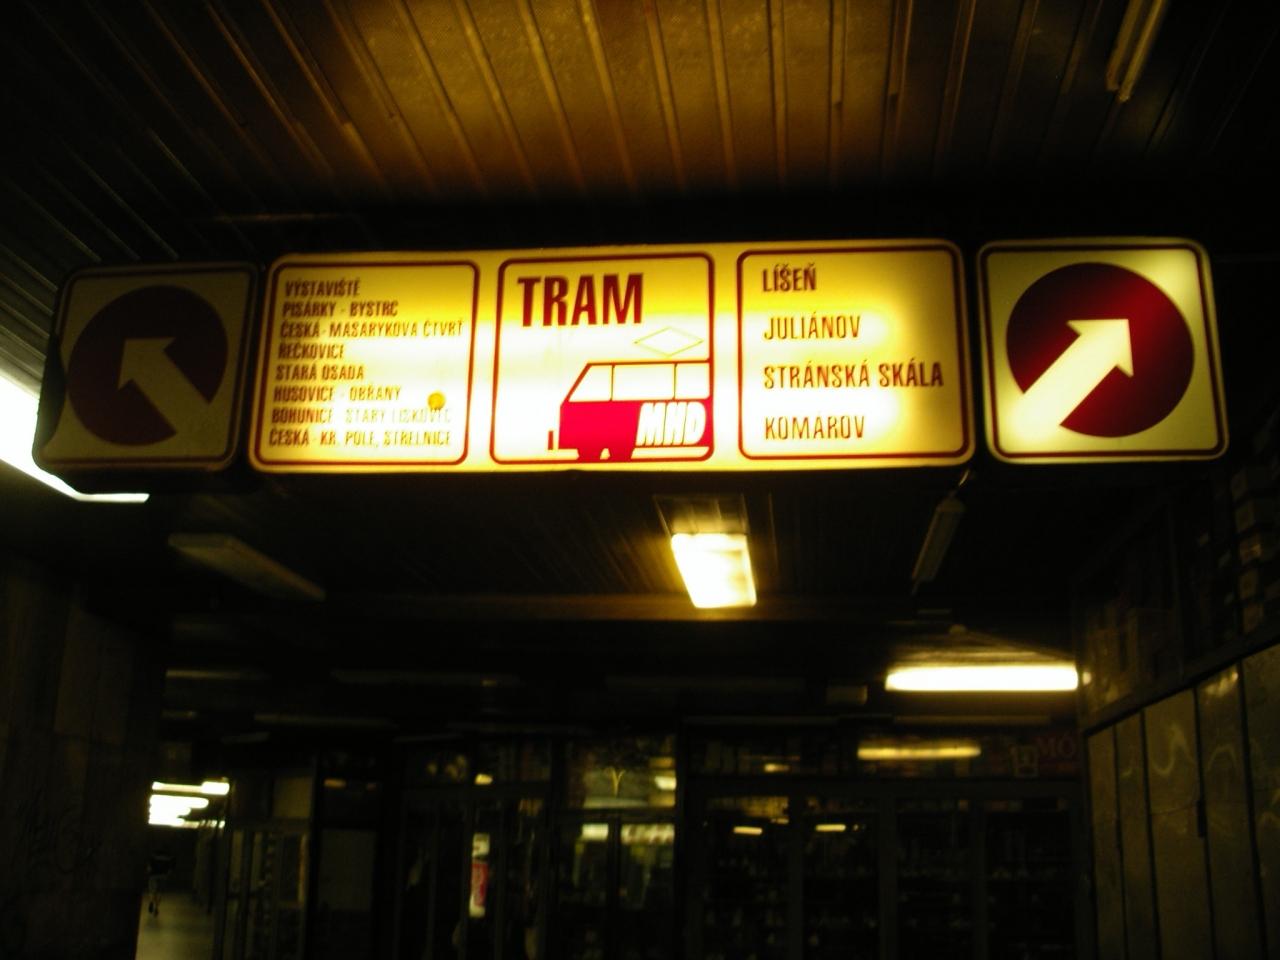 VÝSTAVIŠTĚ
PISÁRKY - BYSTRC
ČESKÁ - MASARYKOVA ČTVRŤ
ŘEČKOVICE
STARÁ OSADA
HUSOVICE - OBŘANY
BOHUNICE STARÝ LÍSKOVEC
ČESKÁ - KR. POLE, STŘELNICE
TRAM
MHD
LÍŠEŇ
JULIÁNOV
STRÁNSKÁ SKÁLA
KOMÁROV